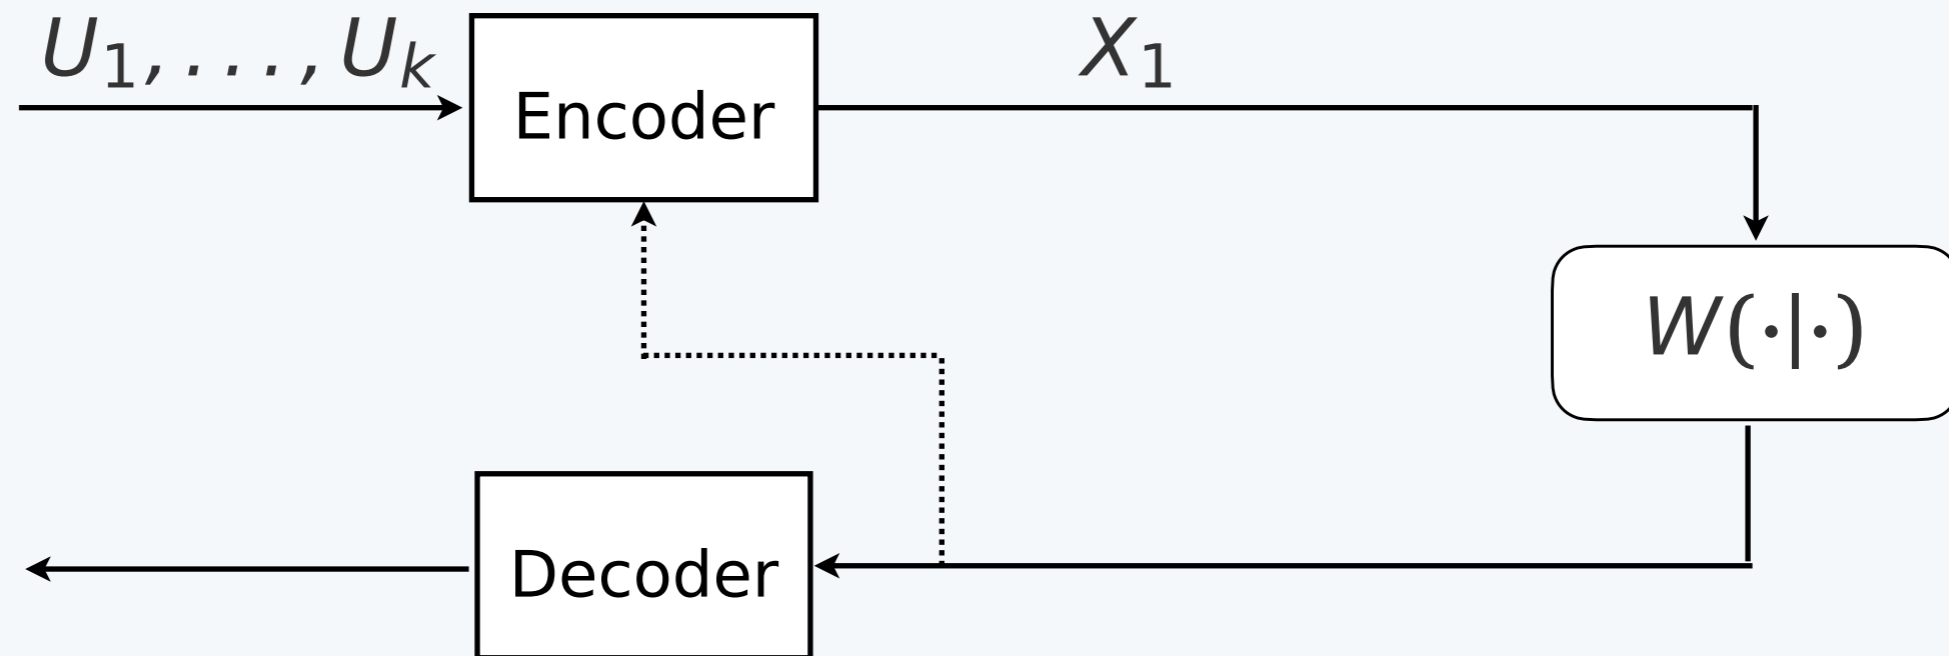 U₁, . . . , Uₖ
X₁
Encoder
W(·|·)
Decoder